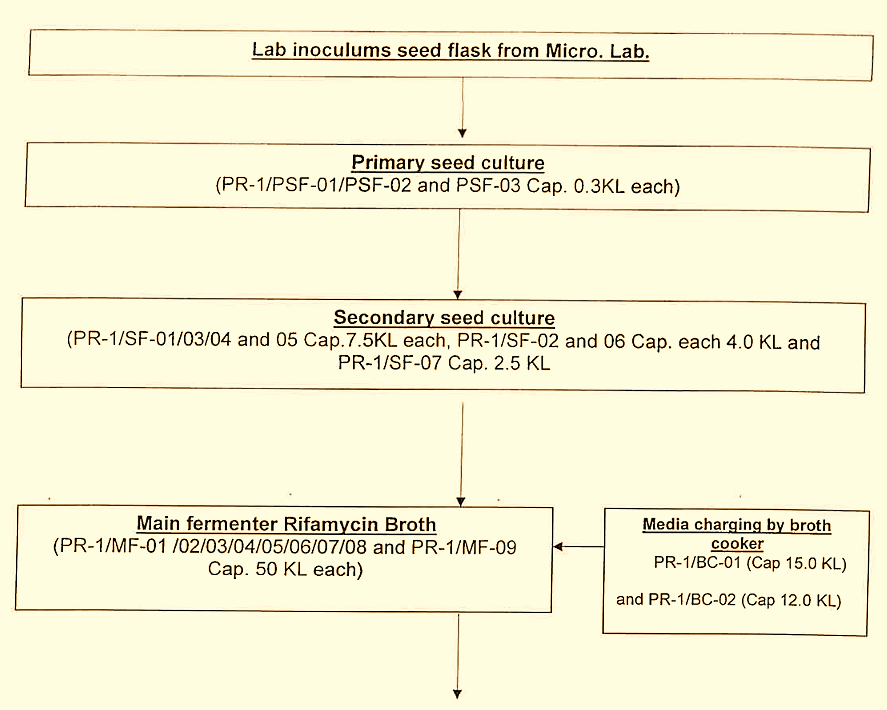 Lab inoculums seed flask from Micro. Lab.
Primary seed culture
(PR-1/PSF-01/PSF-02 and PSF-03 Cap. 0.3KL each)
Secondary seed culture
(PR-1/SF-01/03/04 and 05 Cap.7.5KL each, PR-1/SF-02 and 06 Cap. each 4.0 KL and
PR-1/SF-07 Cap. 2.5 KL
Main fermenter Rifamycin Broth
(PR-1/MF-01 /02/03/04/05/06/07/08 and PR-1/MF-09
Cap. 50 KL each)
Media charging by broth
cooker
PR-1/BC-01 (Cap 15.0 KL)
and PR-1/BC-02 (Cap 12.0 KL)